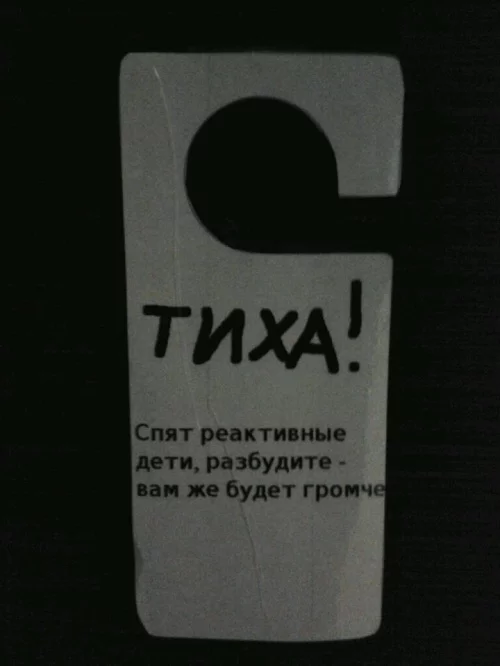 ТИХА!
Спят реактивные
дети, разбудите -
вам же будет громче